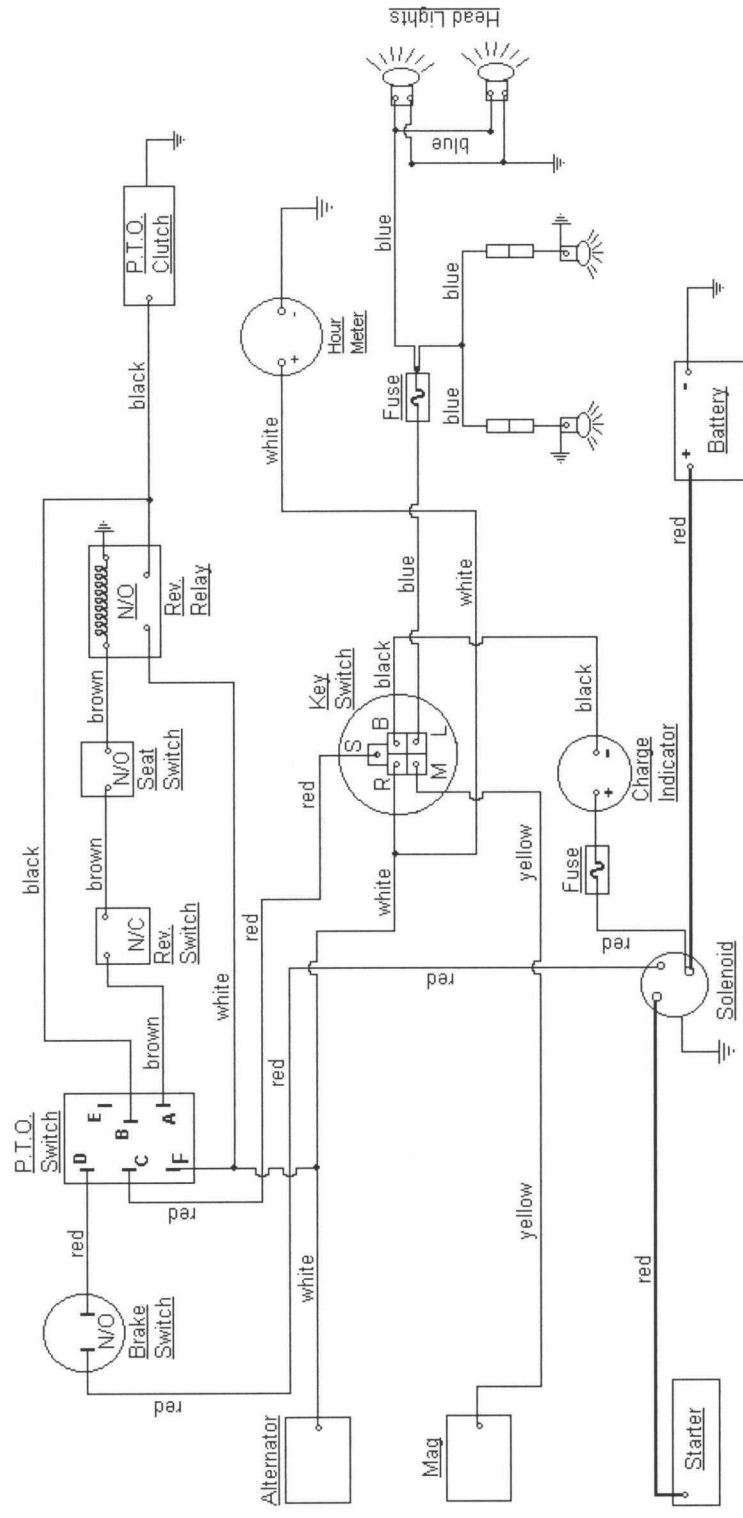 P.T.O.
Switch
D
E
C
B
F
A
red
N/O
Brake
Switch
red
red
red
red
brown
N/C
Rev.
Switch
brown
N/O
Seat
Switch
brown
N/O
Rev.
Relay
black
black
P.T.O.
Clutch
white
red
red
Key
Switch
S
R
B
M
L
white
white
white
white
+
-
Hour
Meter
Alternator
Mag
yellow
yellow
black
black
blue
Fuse
blue
blue
blue
blue
Head Lights
Fuse
+
-
Charge
Indicator
red
red
Solenoid
red
Starter
red
+
-
Battery